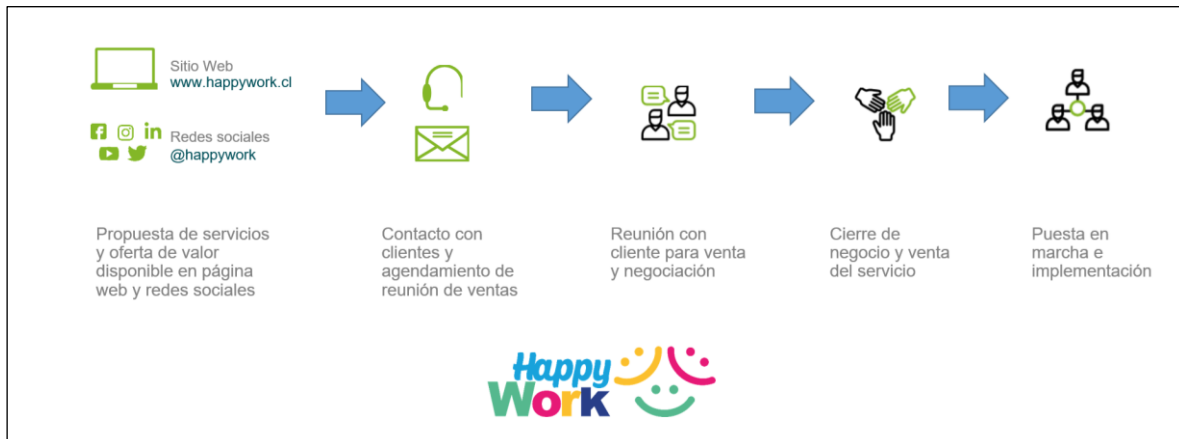 Sitio Web
www.happywork.cl
Redes sociales
@happywork
Propuesta de servicios
y oferta de valor
disponible en página
web y redes sociales
Contacto con
clientes y
agendamiento de
reunión de ventas
Reunión con
cliente para venta
y negociación
Cierre de
negocio y venta
del servicio
Puesta en
marcha e
implementación
Happy
Work